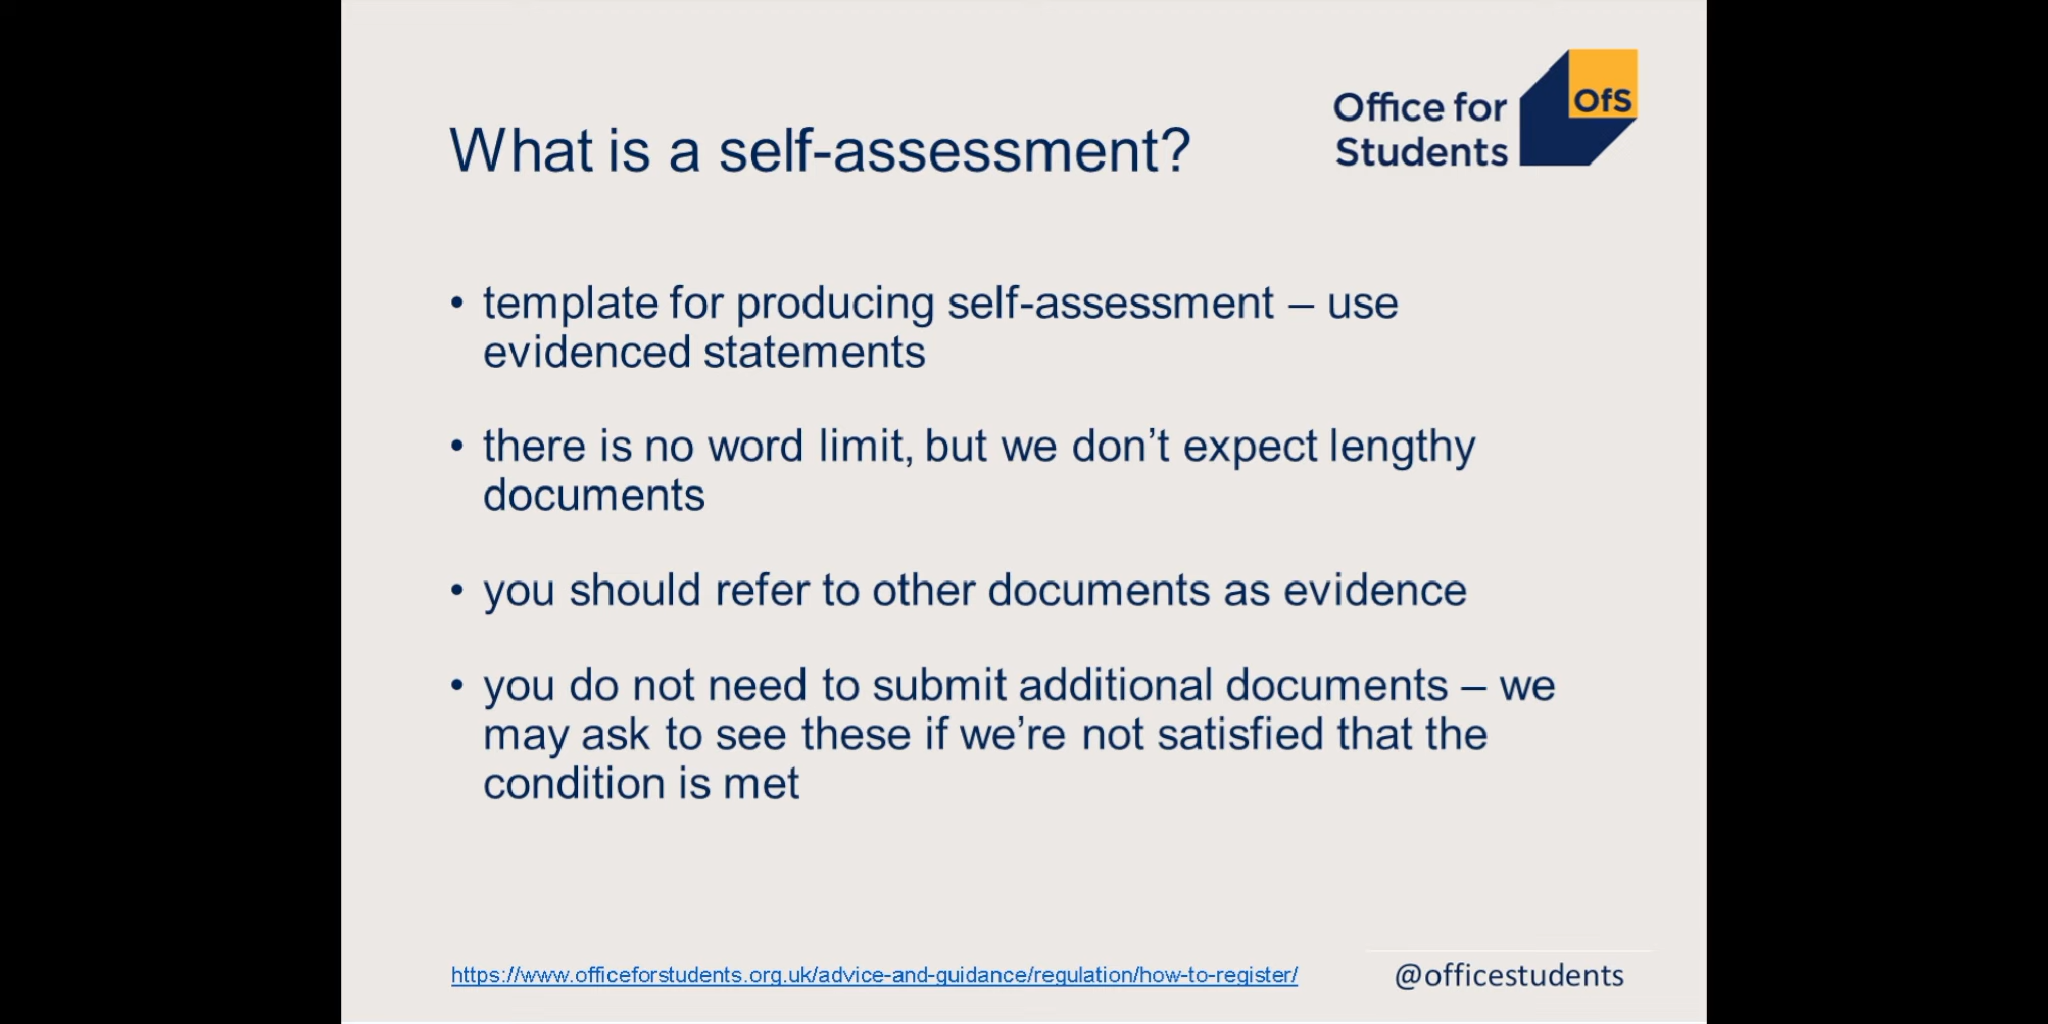 Office for
Students
OfS
What is a self-assessment?
• template for producing self-assessment – use
evidenced statements
• there is no word limit, but we don’t expect lengthy
documents
• you should refer to other documents as evidence
• you do not need to submit additional documents – we
may ask to see these if we’re not satisfied that the
condition is met
https://www.officeforstudents.org.uk/advice-and-guidance/regulation/how-to-register/
@officestudents